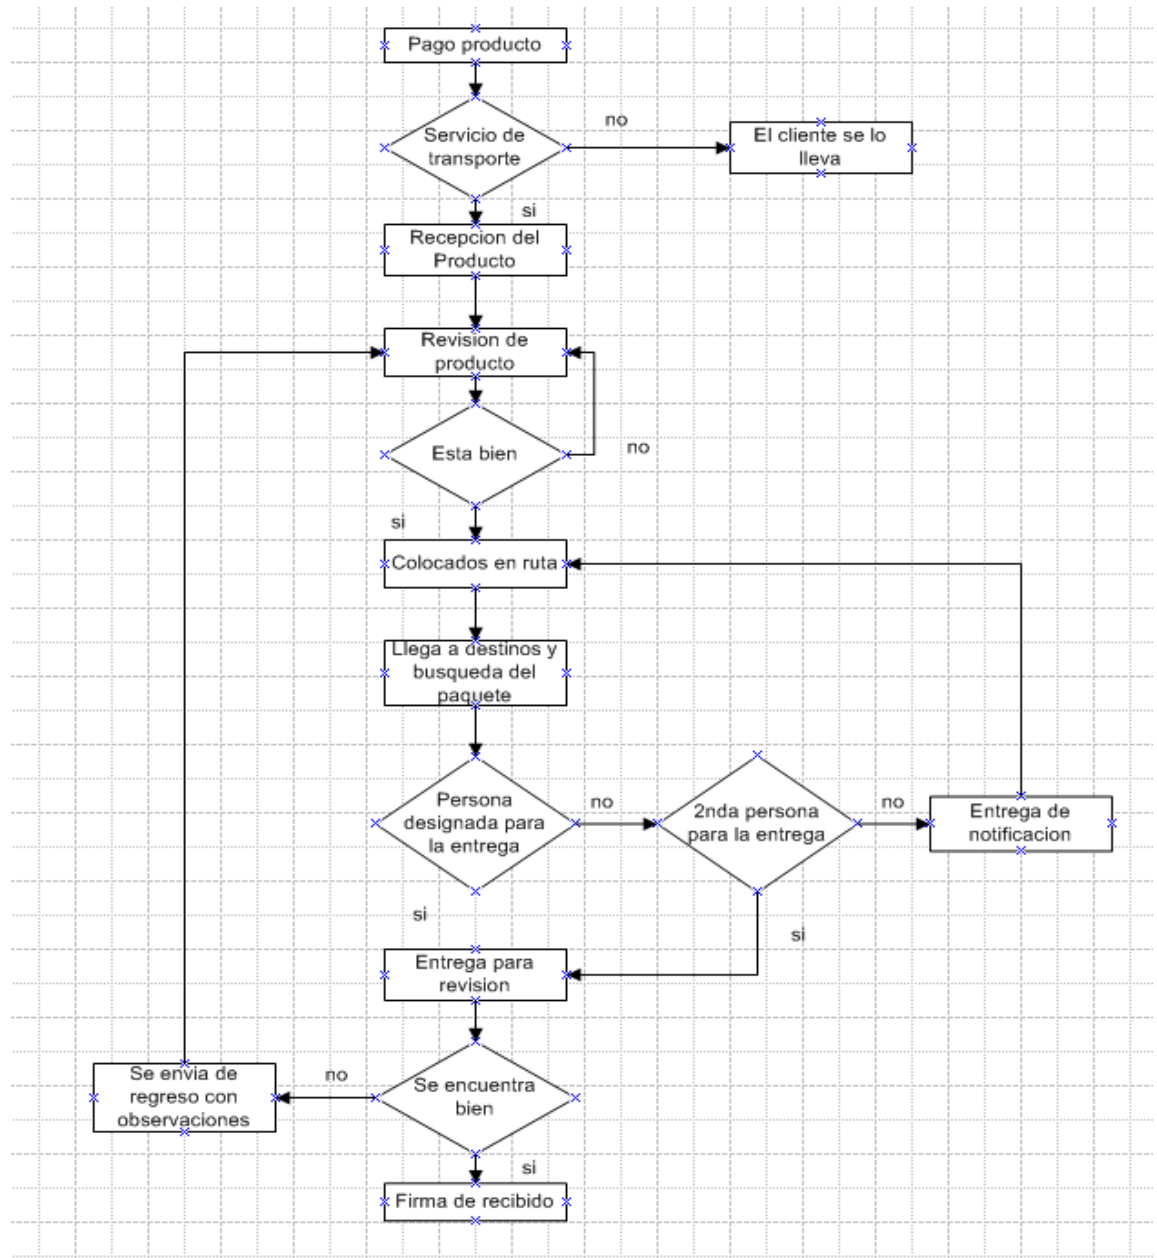 Pago producto
no
Servicio de
transporte
El cliente se lo
lleva
si
Recepcion del
Producto
Revision de
producto
Esta bien
no
si
Colocados en ruta
Llega a destinos y
busqueda del
paquete
Persona
designada para
la entrega
no
2nda persona
para la entrega
no
Entrega de
notificacion
si
si
Entrega para
revision
Se encuentra
bien
no
Se envia de
regreso con
observaciones
si
Firma de recibido